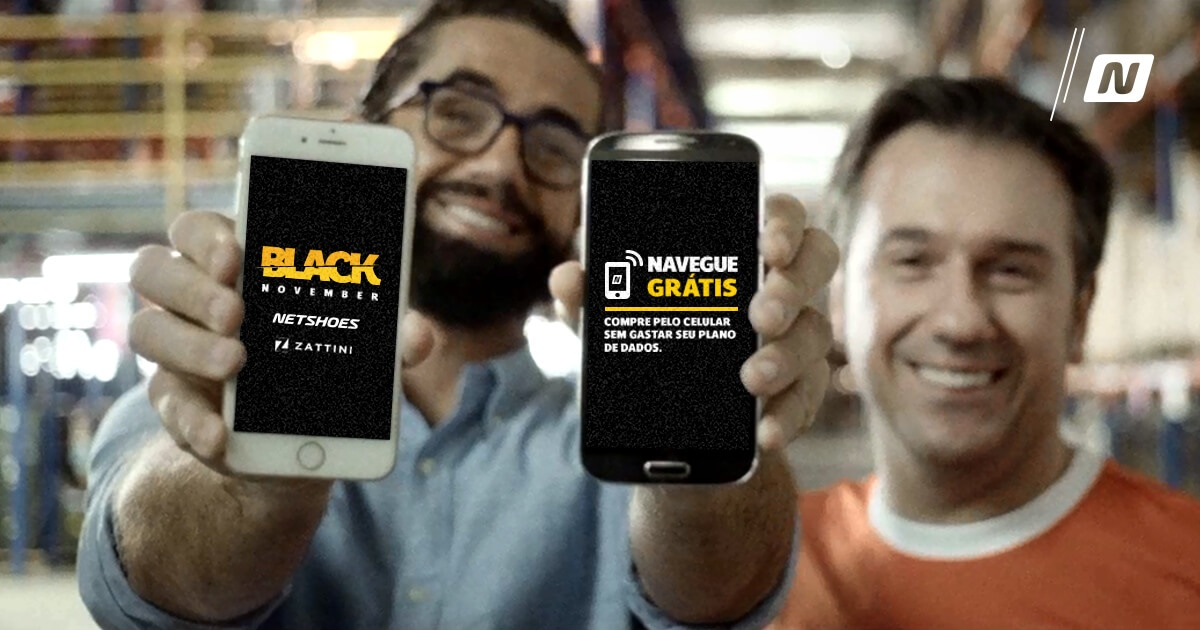 BLACK
NOVEMBER
NETSHOES
ZATTINI
NAVEGUE
GRÁTIS
COMPRE PELO CELULAR
SEM GASTAR SEU PLANO
DE DADOS.
N